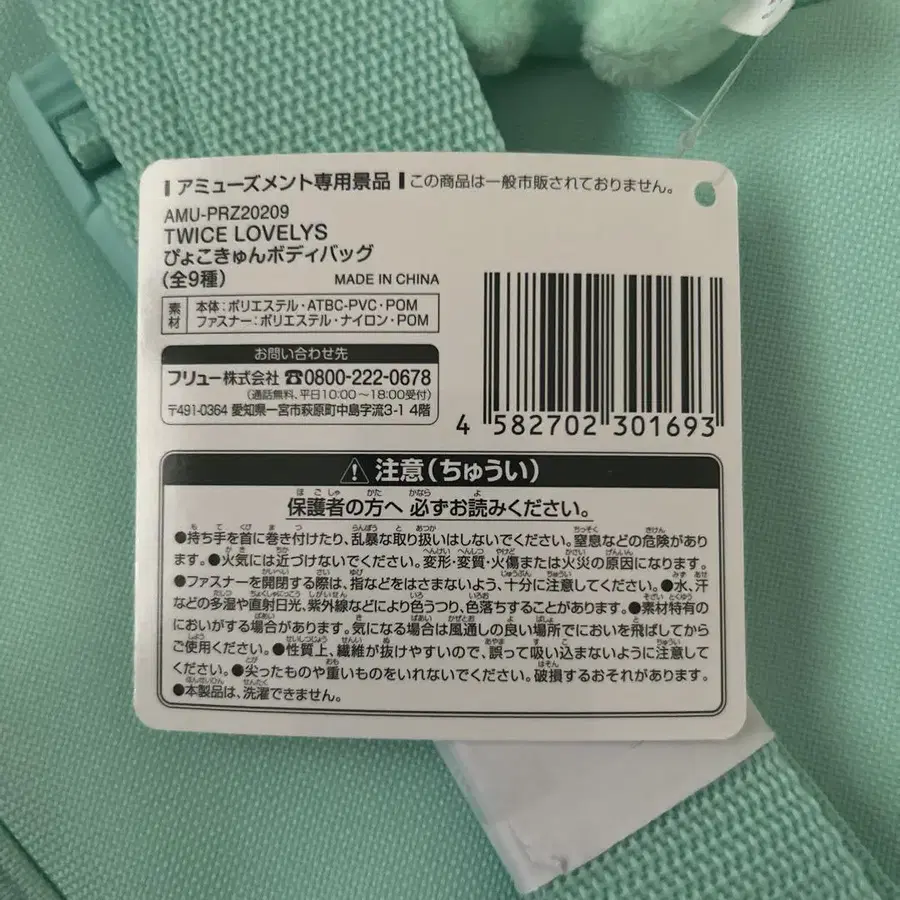 アミューズメント専用景品 この商品は一般市販されておりません。
AMU-PRZ20209
TWICE LOVELYS
ぴょこきゅんボディバッグ
(全9種) MADE IN CHINA
素材 本体:ポリエステル・ATBC-PVC・POM
ファスナー:ポリエステル・ナイロン・POM
お問い合わせ先
フリュー株式会社 ☎0800-222-0678
(通話無料、平日10:00~18:00受付)
〒491-0364 愛知県一宮市萩原町中島字流3-1 4階
4 582702 301693
⚠ 注意(ちゅうい)
保護者の方へ 必ずお読みください。
●持ち手を首に巻き付けたり、乱暴な取り扱いはしないでください。窒息などの危険があり
ます。●火気には近づけないでください。変形・変質・火傷または火災の原因になります。
●ファスナーを開閉する際は、指などをはさまないよう、十分に注意してください。●水、汗
などの多湿や直射日光、紫外線などにより色うつり、色落ちすることがあります。●素材特有の
においがする場合があります。気になる場合は風通しの良い場所でにおいを飛ばしてから
ご使用ください。●性質上、繊維が抜けやすいので、誤って吸い込まないように注意して
ください。●尖ったものや重いものをいれないでください。破損するおそれがあります。
●本製品は、洗濯できません。